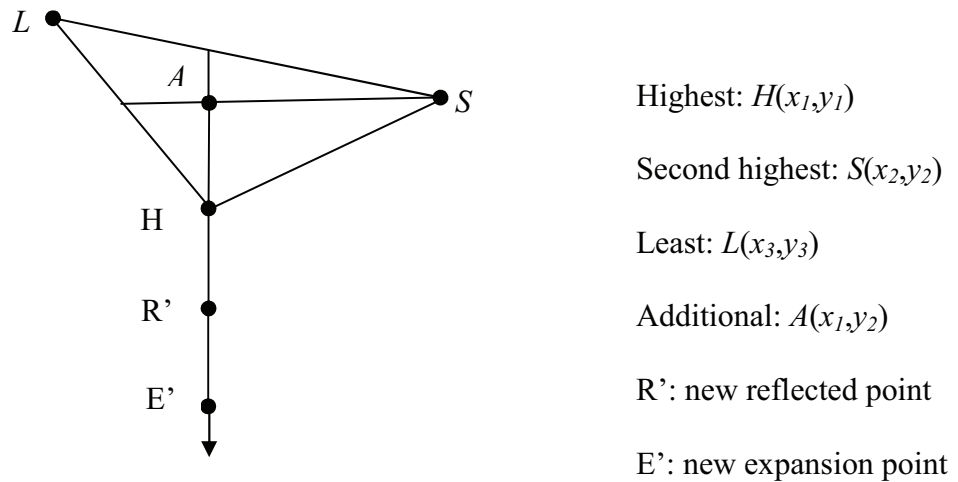 L
A
S
H
R’
E’
Highest: H(x1,y1)
Second highest: S(x2,y2)
Least: L(x3,y3)
Additional: A(x1,y2)
R’: new reflected point
E’: new expansion point